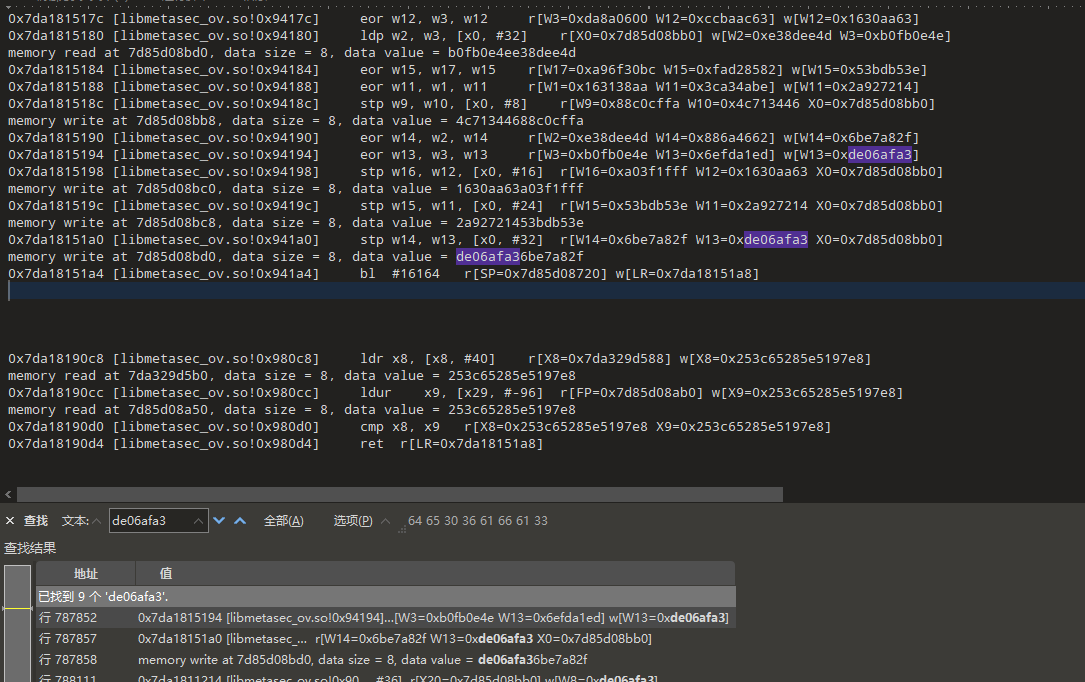 0x7da181517c [libmetasec_ov.so!0x9417c]     eor w12, w3, w12     r[W3=0xda8a0600 W12=0xccbaac63] w[W12=0x1630aa63]
0x7da1815180 [libmetasec_ov.so!0x94180]     ldp w2, w3, [x0, #32]    r[X0=0x7d85d08bb0] w[W2=0xe38dee4d W3=0xb0fb0e4e]
memory read at 7d85d08bd0, data size = 8, data value = b0fb0e4ee38dee4d
0x7da1815184 [libmetasec_ov.so!0x94184]     eor w15, w17, w15    r[W17=0xa96f30bc W15=0xfad28582] w[W15=0x53bdb53e]
0x7da1815188 [libmetasec_ov.so!0x94188]     eor w11, w1, w11     r[W1=0x163138aa W11=0x3ca34abe] w[W11=0x2a927214]
0x7da181518c [libmetasec_ov.so!0x9418c]     stp w9, w10, [x0, #8]    r[W9=0x88c0cffa W10=0x4c713446 X0=0x7d85d08bb0]
memory write at 7d85d08bb8, data size = 8, data value = 4c71344688c0cffa
0x7da1815190 [libmetasec_ov.so!0x94190]     eor w14, w2, w14     r[W2=0xe38dee4d W14=0x886a4662] w[W14=0x6be7a82f]
0x7da1815194 [libmetasec_ov.so!0x94194]     eor w13, w3, w13     r[W3=0xb0fb0e4e W13=0x6efda1ed] w[W13=0xde06afa3]
0x7da1815198 [libmetasec_ov.so!0x94198]     stp w16, w12, [x0, #16]  r[W16=0xa03f1fff W12=0x1630aa63 X0=0x7d85d08bb0]
memory write at 7d85d08bc0, data size = 8, data value = 1630aa63a03f1fff
0x7da181519c [libmetasec_ov.so!0x9419c]     stp w15, w11, [x0, #24]  r[W15=0x53bdb53e W11=0x2a927214 X0=0x7d85d08bb0]
memory write at 7d85d08bc8, data size = 8, data value = 2a92721453bdb53e
0x7da18151a0 [libmetasec_ov.so!0x941a0]     stp w14, w13, [x0, #32]  r[W14=0x6be7a82f W13=0xde06afa3 X0=0x7d85d08bb0]
memory write at 7d85d08bd0, data size = 8, data value = de06afa36be7a82f
0x7da18151a4 [libmetasec_ov.so!0x941a4]     bl  #16164   r[SP=0x7d85d08720] w[LR=0x7da18151a8]
0x7da18190c8 [libmetasec_ov.so!0x980c8]     ldr x8, [x8, #40]    r[X8=0x7da329d588] w[X8=0x253c65285e5197e8]
memory read at 7da329d5b0, data size = 8, data value = 253c65285e5197e8
0x7da18190cc [libmetasec_ov.so!0x980cc]     ldur    x9, [x29, #-96]  r[FP=0x7d85d08ab0] w[X9=0x253c65285e5197e8]
memory read at 7d85d08a50, data size = 8, data value = 253c65285e5197e8
0x7da18190d0 [libmetasec_ov.so!0x980d0]     cmp x8, x9   r[X8=0x253c65285e5197e8 X9=0x253c65285e5197e8]
0x7da18190d4 [libmetasec_ov.so!0x980d4]     ret  r[LR=0x7da18151a8]
查找 文本: de06afa3 全部(A) 选项(P) 64 65 30 36 61 66 61 33
查找结果
地址 值
已找到 9 个 'de06afa3'.
行 787852 0x7da1815194 [libmetasec_ov.so!0x94194]...[W3=0xb0fb0e4e W13=0x6efda1ed] w[W13=0xde06afa3]
行 787857 0x7da18151a0 [libmetasec_... r[W14=0x6be7a82f W13=0xde06afa3 X0=0x7d85d08bb0]
行 787858 memory write at 7d85d08bd0, data size = 8, data value = de06afa36be7a82f
行 788111 0x7da1811214 [libmetasec_ov.so!0x90... #36] r[X20=0x7d85d08bb0] w[W8=0xde06afa3]